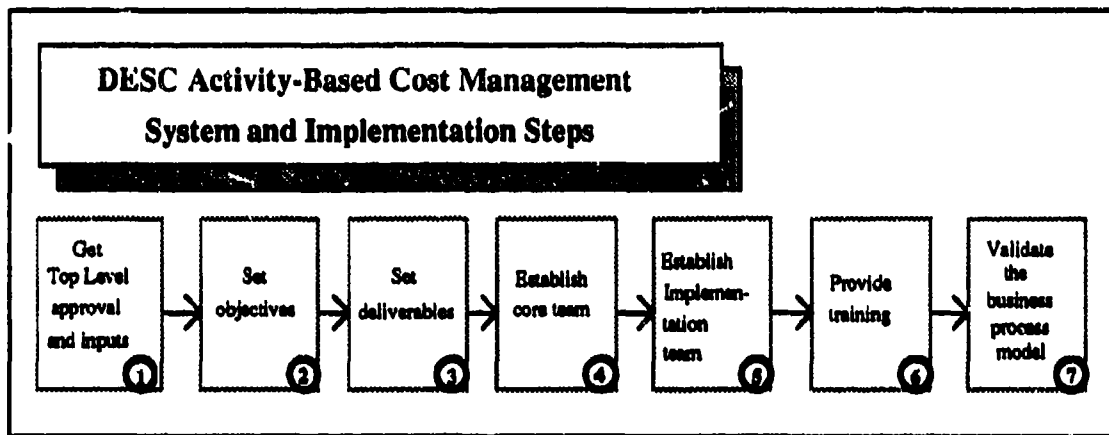 DESC Activity-Based Cost Management
System and Implementation Steps
Get
Top Level
approval
and inputs
1
Set
objectives
2
Set
deliverables
3
Establish
core team
4
Establish
Implemen-
tation
team
5
Provide
training
6
Validate
the
business
process
model
7